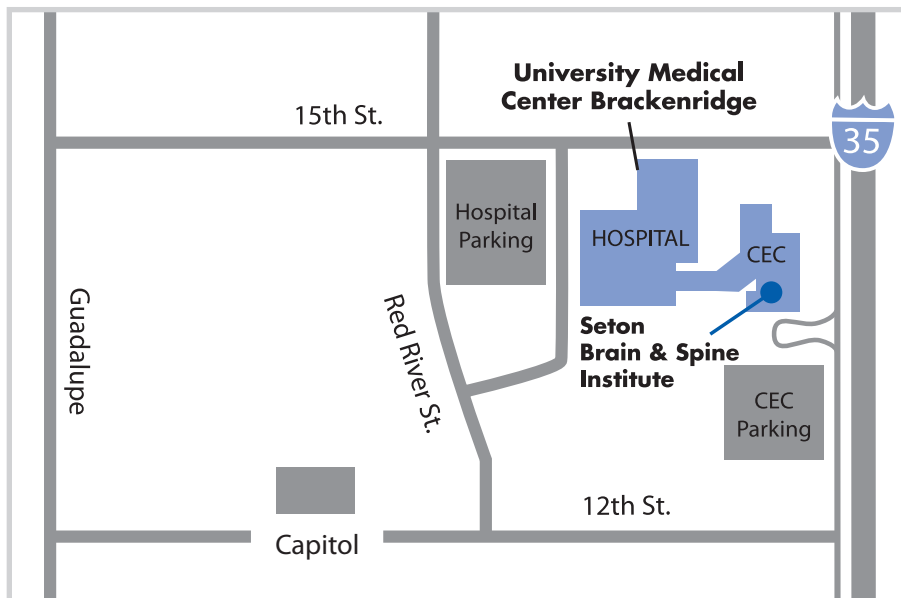 University Medical
Center Brackenridge
15th St.
35
Hospital
Parking
HOSPITAL
CEC
Guadalupe
Red River St.
Seton
Brain & Spine
Institute
CEC
Parking
12th St.
Capitol